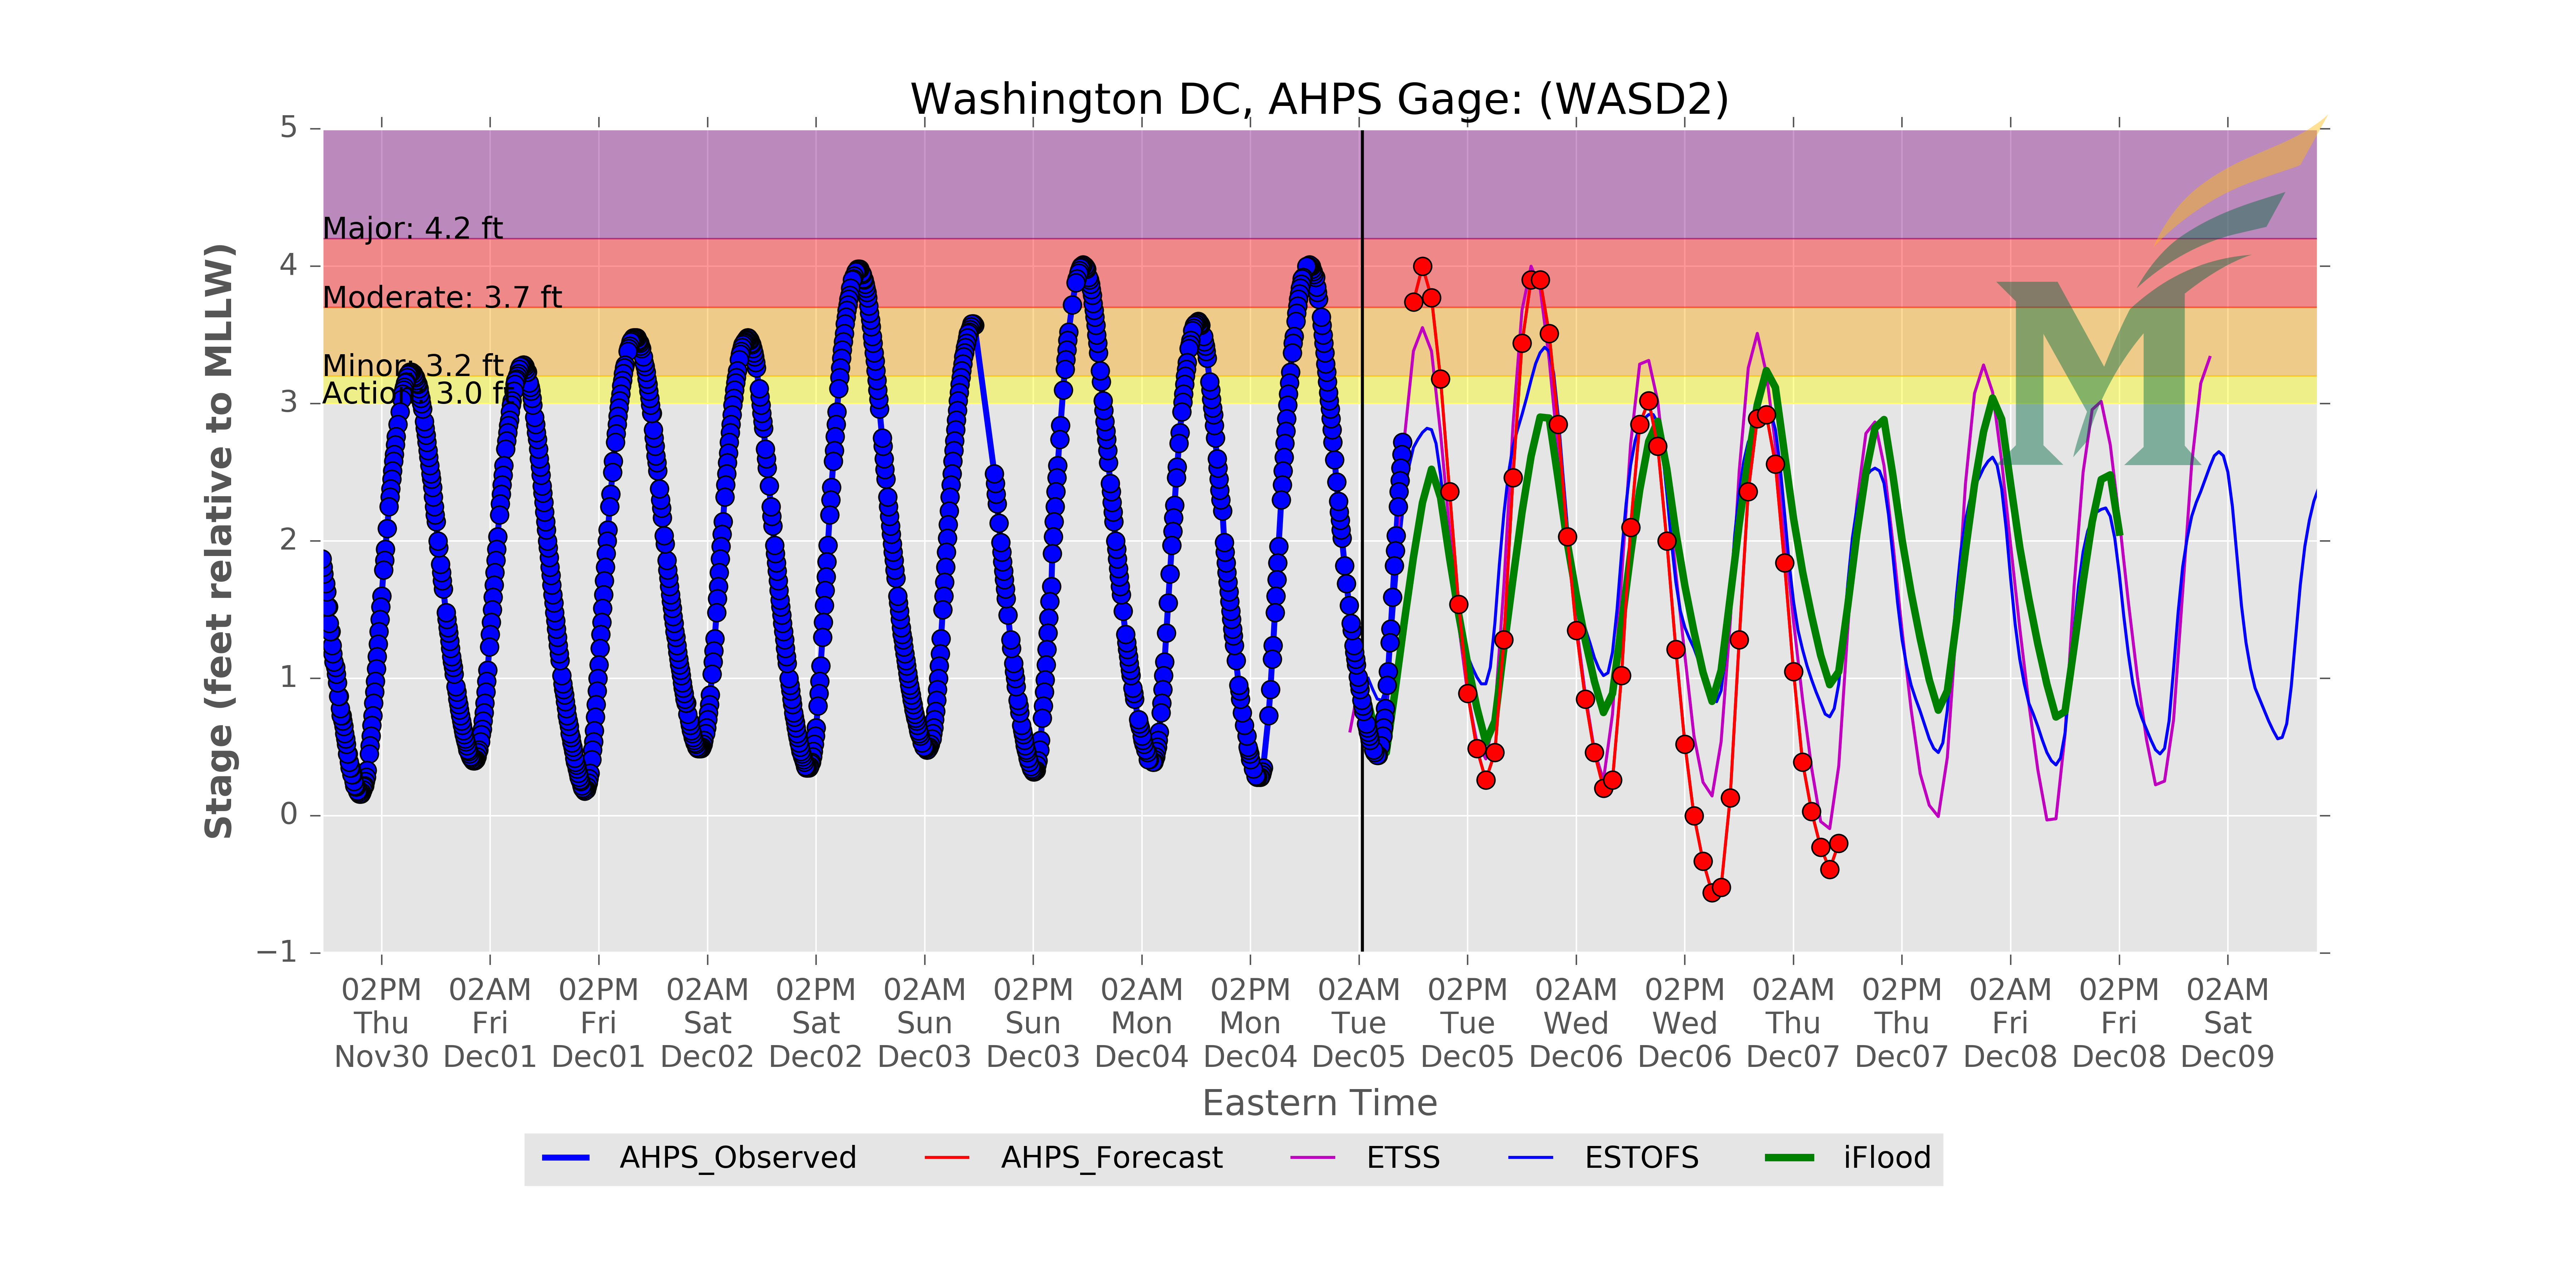 Washington DC, AHPS Gage: (WASD2)
Stage (feet relative to MLLW)
5
4
3
2
1
0
−1
Major: 4.2 ft
Moderate: 3.7 ft
Minor: 3.2 ft
Action: 3.0 ft
02PM 02AM 02PM 02AM 02PM 02AM 02PM 02AM 02PM 02AM 02PM 02AM 02PM 02AM 02PM 02AM 02PM 02AM
Thu Fri Fri Sat Sat Sun Sun Mon Mon Tue Tue Wed Wed Thu Thu Fri Fri Sat
Nov30 Dec01 Dec01 Dec02 Dec02 Dec03 Dec03 Dec04 Dec04 Dec05 Dec05 Dec06 Dec06 Dec07 Dec07 Dec08 Dec08 Dec09
Eastern Time
AHPS_Observed AHPS_Forecast ETSS ESTOFS iFlood
M